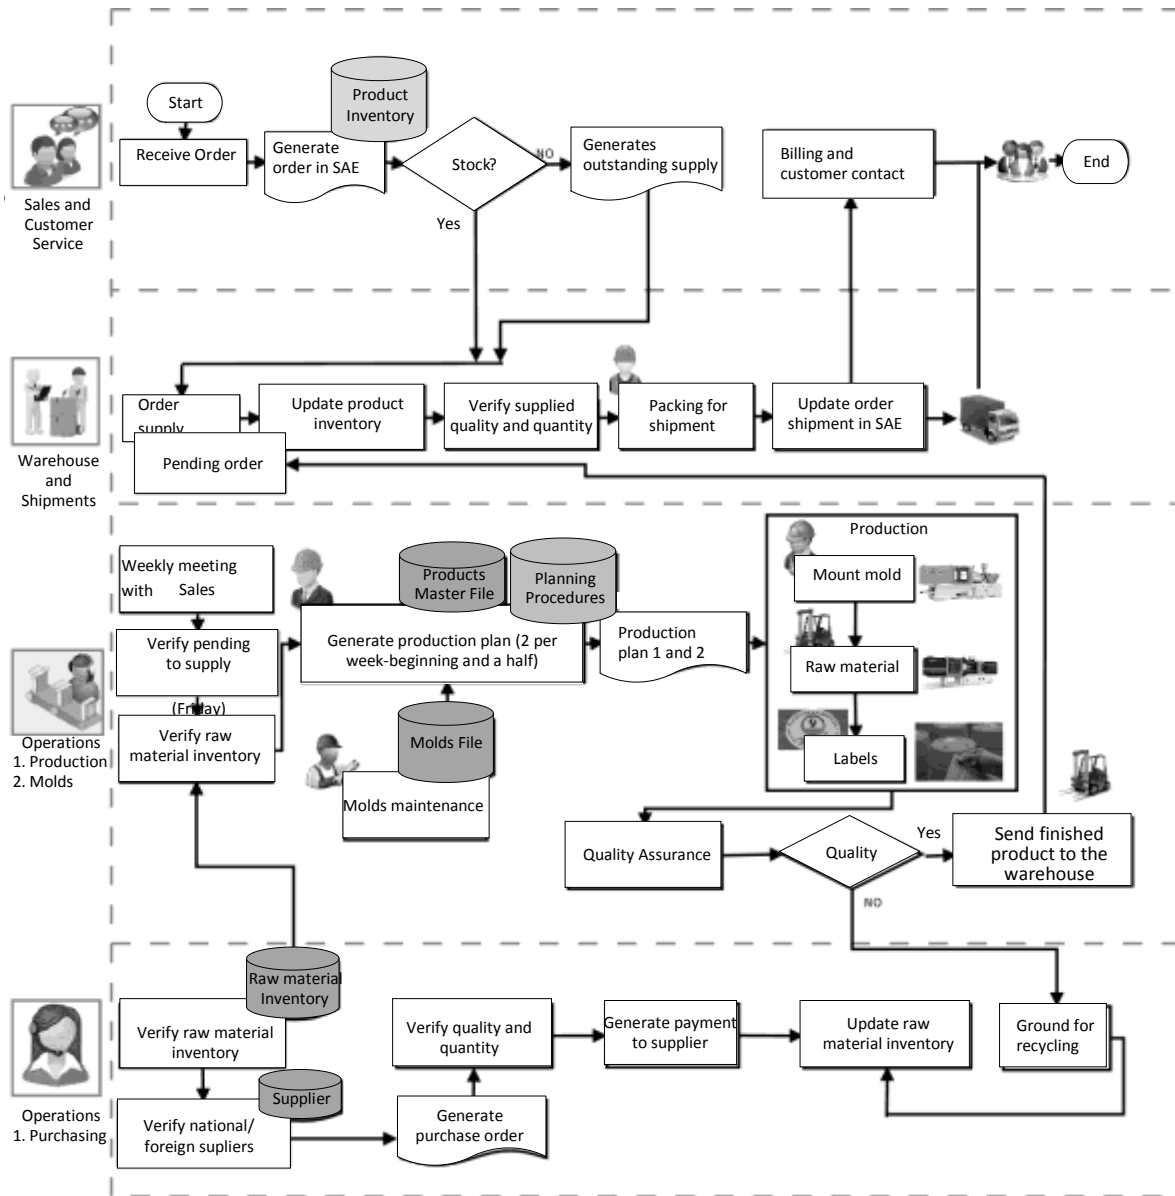 Start
Product
Inventory
Receive Order
Generate
order in SAE
Stock?
NO
Yes
Generates
outstanding supply
Billing and
customer contact
End
Sales and
Customer
Service
Order
supply
Pending order
Update product
inventory
Verify supplied
quality and quantity
Packing for
shipment
Update order
shipment in SAE
Warehouse
and
Shipments
Weekly meeting
with Sales
Verify pending
to supply
(Friday)
Verify raw
material inventory
Products
Master File
Planning
Procedures
Generate production plan (2 per
week-beginning and a half)
Production
plan 1 and 2
Molds File
Molds maintenance
Production
Mount mold
Raw material
Labels
Operations
1. Production
2. Molds
Quality Assurance
Quality
Yes
NO
Send finished
product to the
warehouse
Raw material
Inventory
Verify raw material
inventory
Supplier
Verify national/
foreign supliers
Verify quality and
quantity
Generate
purchase order
Generate payment
to supplier
Update raw
material inventory
Ground for
recycling
Operations
1. Purchasing